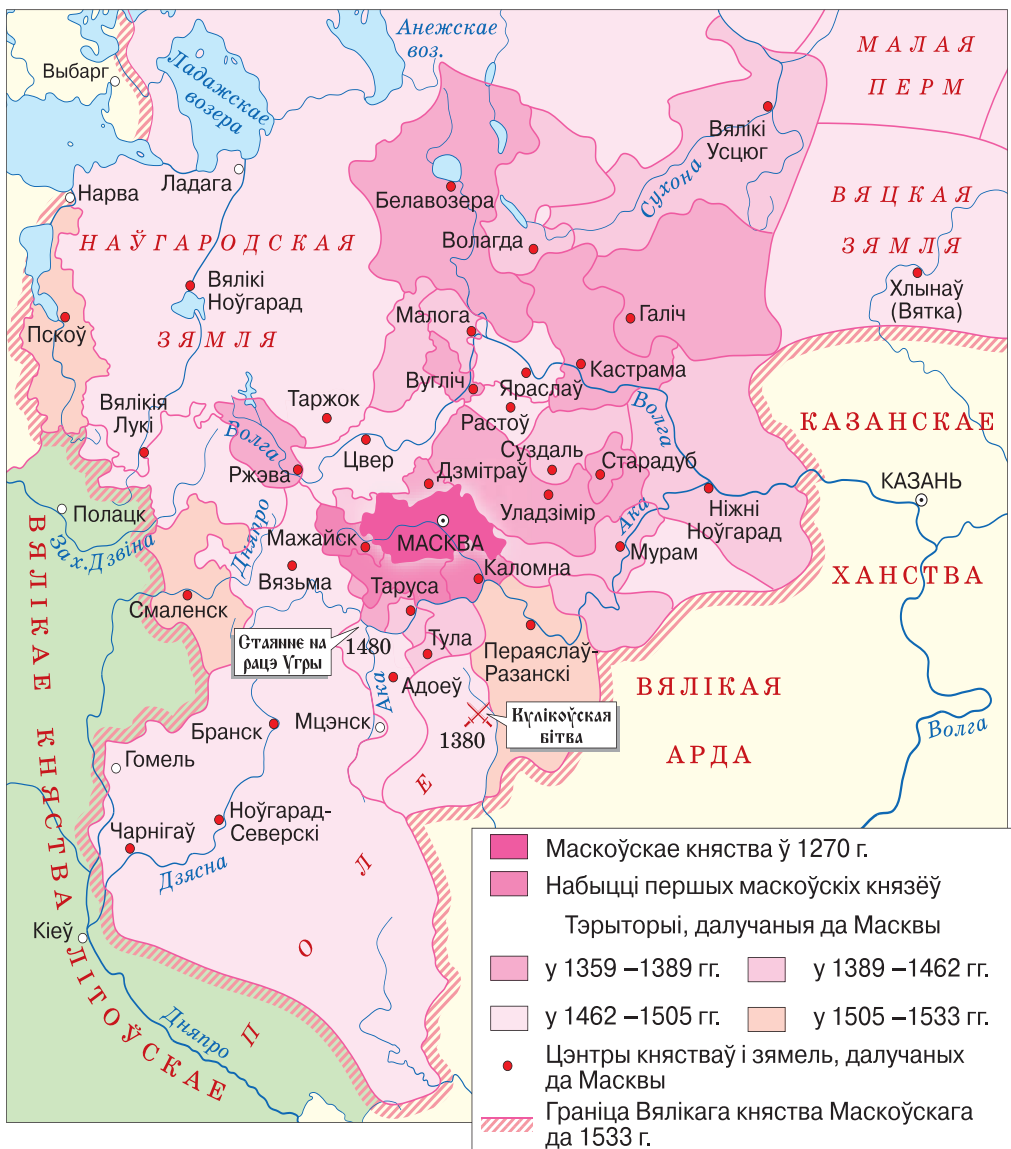 Анежскае
воз.
МАЛАЯ
ПЕРМ
Выбарг
Ладажскае
возера
Вялікі
Усцюг
Ладага
Нарва
Белавозера
Сухона
ВЯЦКАЯ
ЗЯМЛЯ
НАЎГАРОДСКАЯ
ЗЯМЛЯ
Волагда
Вялікі
Ноўгарад
Хлынаў
(Вятка)
Пскоў
Малога
Галіч
Кастрама
Вугліч
Яраслаў
Волга
Вялікія
Лукі
Таржок
Растоў
КАЗАНСКАЕ
ХАНСТВА
Волга
Цвер
Суздаль
Старадуб
Ржэва
Дзмітраў
КАЗАНЬ
Полацк
Уладзімір
Ака
Ніжні
Ноўгарад
Зах.Дзвіна
Дняпро
Мажайск
МАСКВА
Мурам
Вязьма
Каломна
Таруса
Смаленск
Стаянне на
рацэ Угры
1480
Тула
Пераяслаў-
Разанскі
Адоеў
Ака
ВЯЛІКАЯ
АРДА
Мцэнск
Бранск
Кулікоўская
бітва
1380
Волга
Гомель
Ноўгарад-
Северскі
Чарнігаў
Дзясна
Кіеў
Дняпро
ПОЛЕ
ВЯЛІКАЕ КНЯСТВА
ЛІТОЎСКАЕ
Маскоўскае княства ў 1270 г.
Набыцці першых маскоўскіх князёў
Тэрыторыі, далучаныя да Масквы
у 1359 –1389 гг.
у 1389 –1462 гг.
у 1462 –1505 гг.
у 1505 –1533 гг.
Цэнтры княстваў і зямель, далучаных
да Масквы
Граніца Вялікага княства Маскоўскага
да 1533 г.